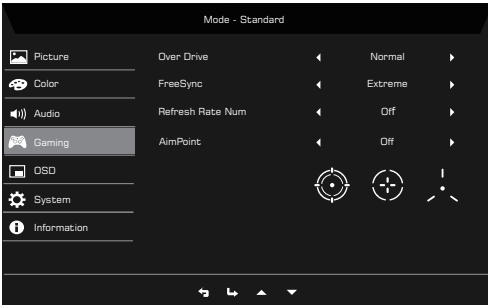 Mode - Standard
Picture
Over Drive Normal
Color
FreeSync Extreme
Audio
Refresh Rate Num Off
Gaming
AimPoint Off
OSD
System
Information